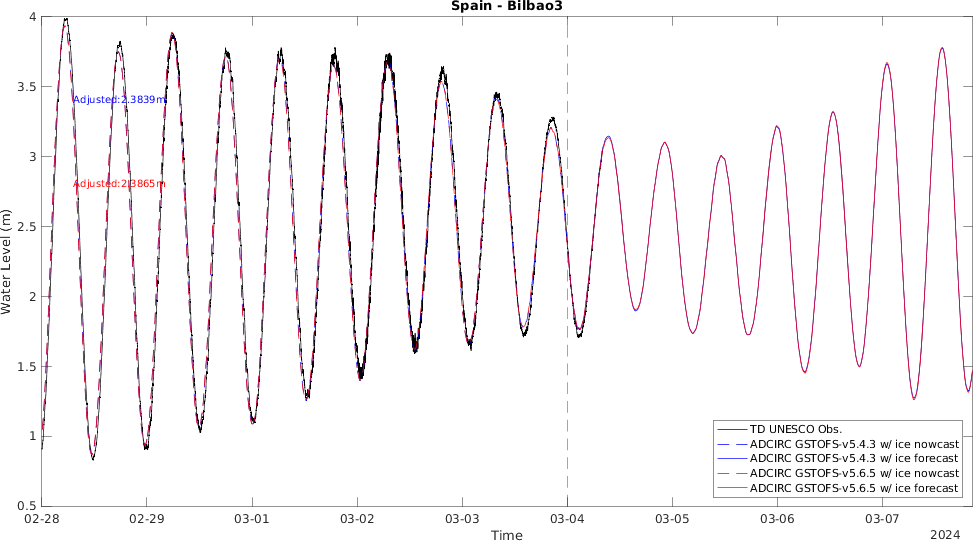 Spain - Bilbao3
4
3.5
3
2.5
2
1.5
1
0.5
Water Level (m)
Adjusted:2.3839m
Adjusted:2.3865m
TD UNESCO Obs.
ADCIRC GSTOFS-v5.4.3 w/ ice nowcast
ADCIRC GSTOFS-v5.4.3 w/ ice forecast
ADCIRC GSTOFS-v5.6.5 w/ ice nowcast
ADCIRC GSTOFS-v5.6.5 w/ ice forecast
02-28 02-29 03-01 03-02 03-03 03-04 03-05 03-06 03-07
Time
2024